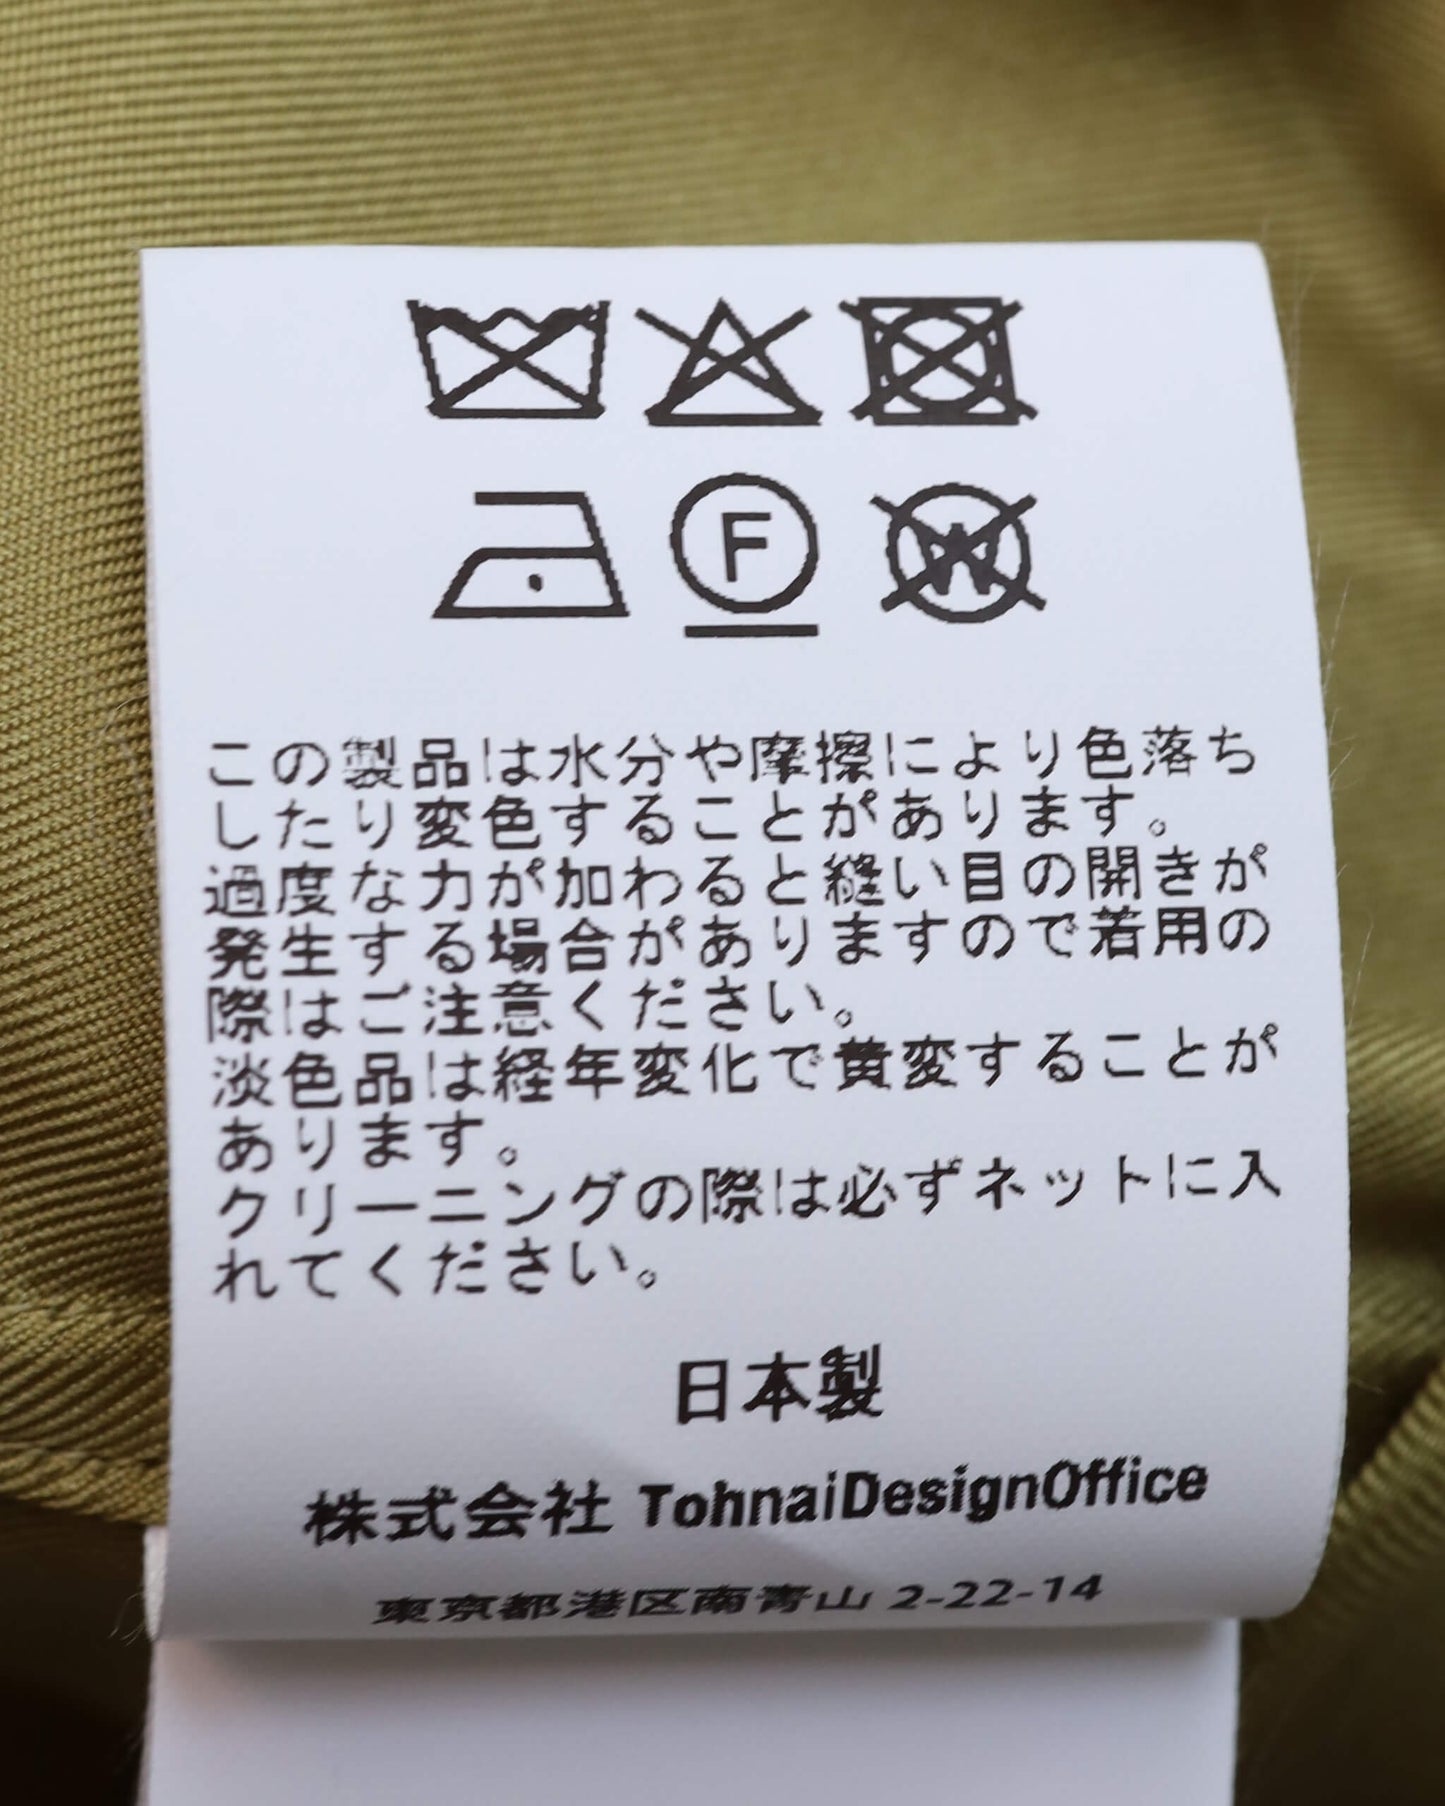 F
W
この製品は水分や摩擦により色落ち
したり変色することがあります。
過度な力が加わると縫い目の開きが
発生する場合がありますので着用の
際はご注意ください。
淡色品は経年変化で黄変することが
あります。
クリーニングの際は必ずネットに入
れてください。
日本製
株式会社 TohnaiDesignOffice
東京都港区南青山 2-22-14